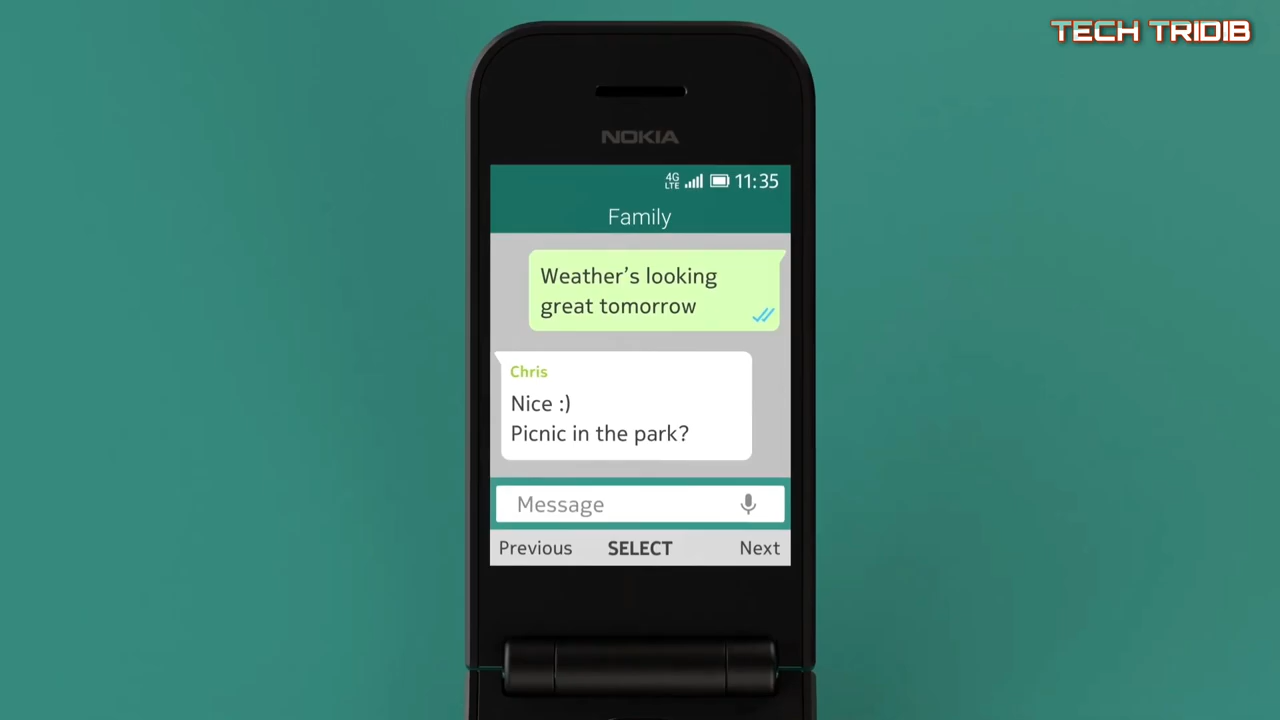 TECH TRIDIB
NOKIA
4G
LTE
11:35
Family
Weather's looking
great tomorrow
Chris
Nice :)
Picnic in the park?
Message
Previous SELECT Next